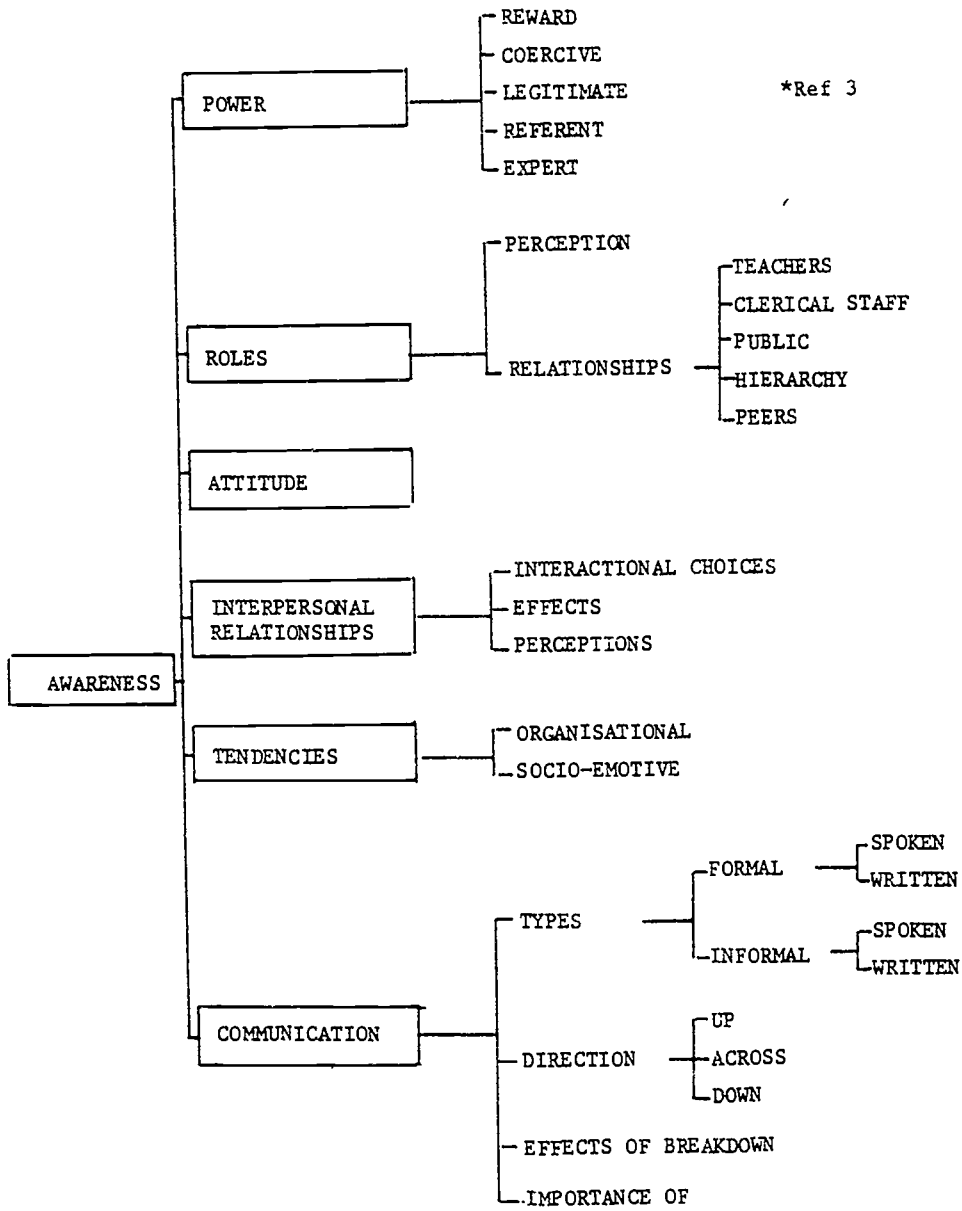 REWARD
COERCIVE
POWER
LEGITIMATE
*Ref 3
REFERENT
EXPERT
PERCEPTION
TEACHERS
CLERICAL STAFF
ROLES
PUBLIC
RELATIONSHIPS
HIERARCHY
PEERS
ATTITUDE
INTERPERSONAL
RELATIONSHIPS
INTERACTIONAL CHOICES
EFFECTS
PERCEPTIONS
AWARENESS
TENDENCIES
ORGANISATIONAL
SOCIO-EMOTIVE
COMMUNICATION
TYPES
FORMAL
SPOKEN
WRITTEN
INFORMAL
SPOKEN
WRITTEN
DIRECTION
UP
ACROSS
DOWN
EFFECTS OF BREAKDOWN
IMPORTANCE OF